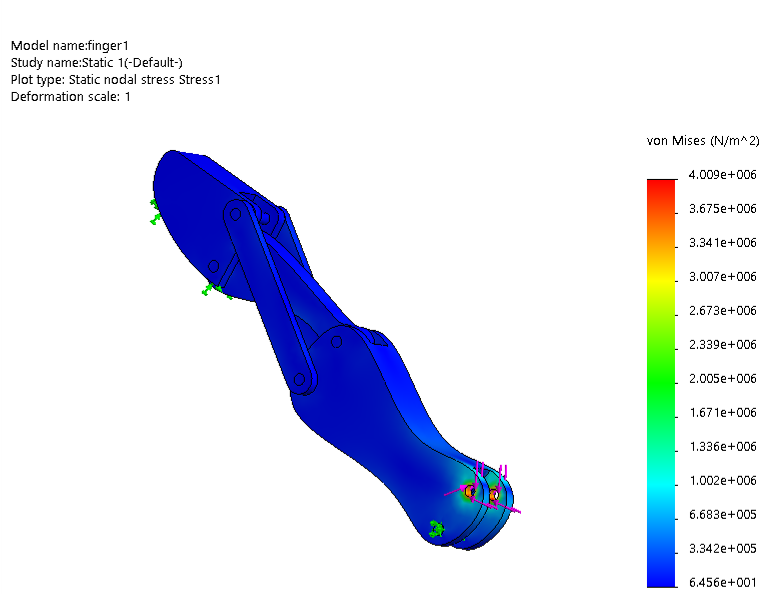 Model name:finger1
Study name:Static 1(-Default-)
Plot type: Static nodal stress Stress1
Deformation scale: 1
von Mises (N/m^2)
4.009e+006
3.675e+006
3.341e+006
3.007e+006
2.673e+006
2.339e+006
2.005e+006
1.671e+006
1.336e+006
1.002e+006
6.683e+005
3.342e+005
6.456e+001